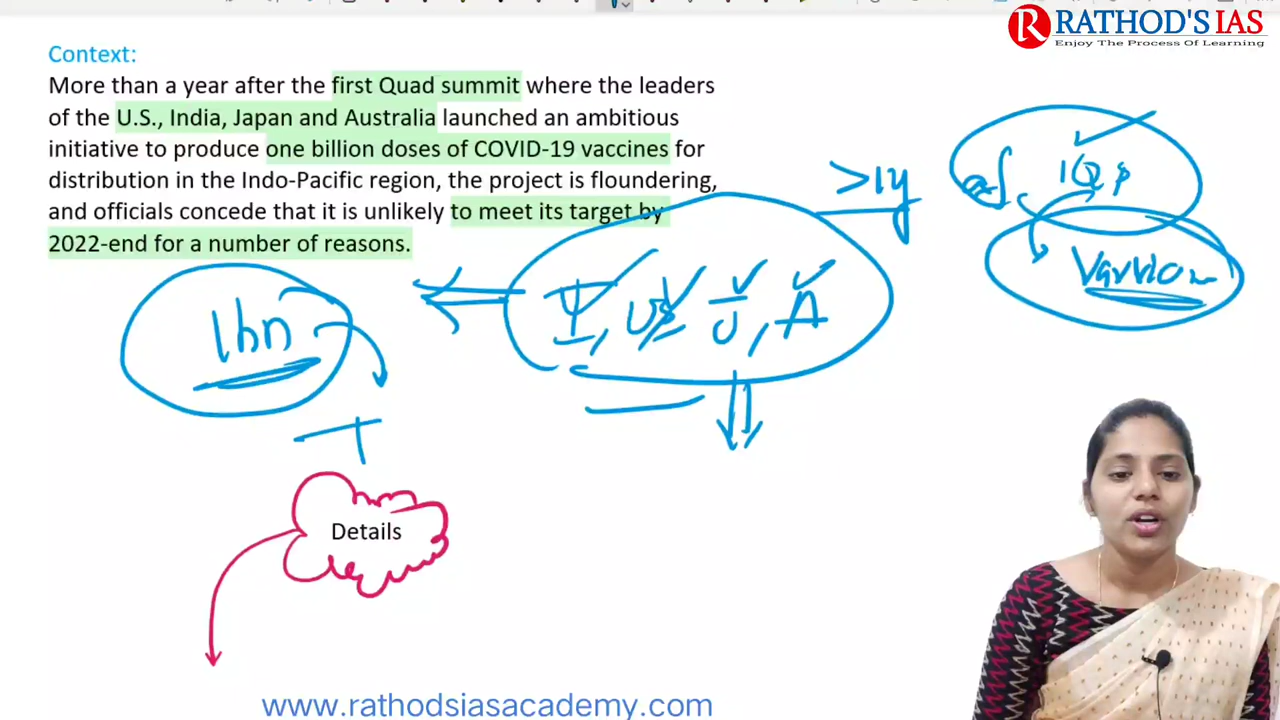 RATHOD'S IAS
Enjoy The Process Of Learning
Context:
More than a year after the first Quad summit where the leaders
of the U.S., India, Japan and Australia launched an ambitious
initiative to produce one billion doses of COVID-19 vaccines for
distribution in the Indo-Pacific region, the project is floundering,
and officials concede that it is unlikely to meet its target by
2022-end for a number of reasons.
>1y
1bn
I, US, J, A
Details
www.rathodsiasacademy.com